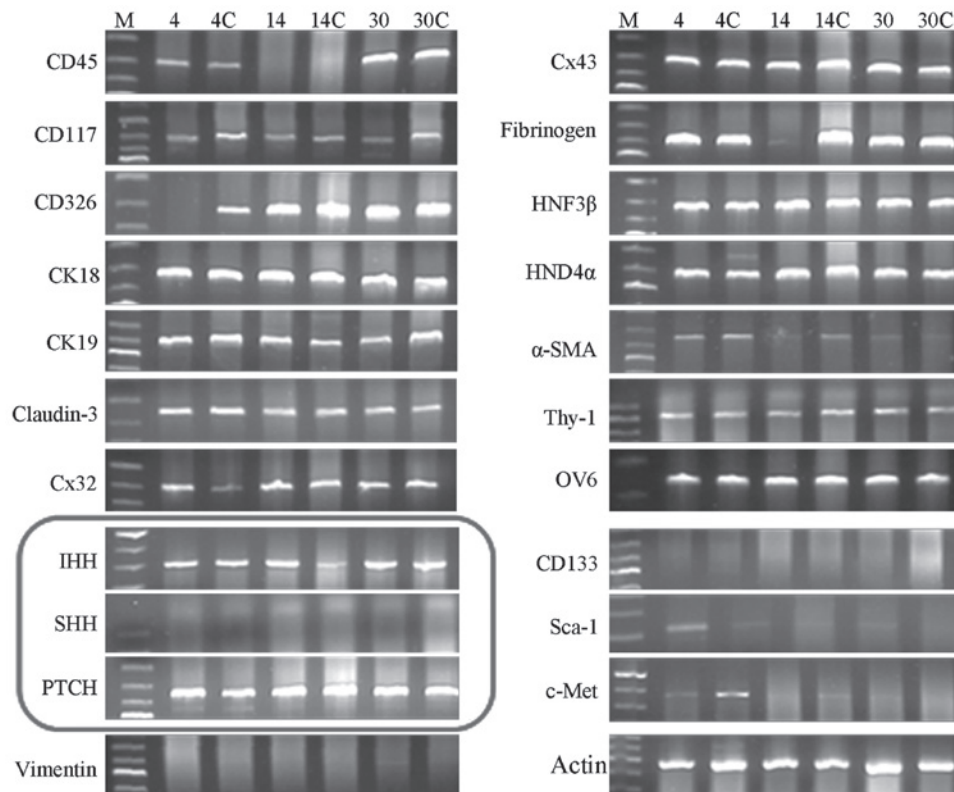 M 4 4C 14 14C 30 30C
CD45
CD117
CD326
CK18
CK19
Claudin-3
Cx32
IHH
SHH
PTCH
Vimentin
M 4 4C 14 14C 30 30C
Cx43
Fibrinogen
HNF3β
HND4α
α-SMA
Thy-1
OV6
CD133
Sca-1
c-Met
Actin